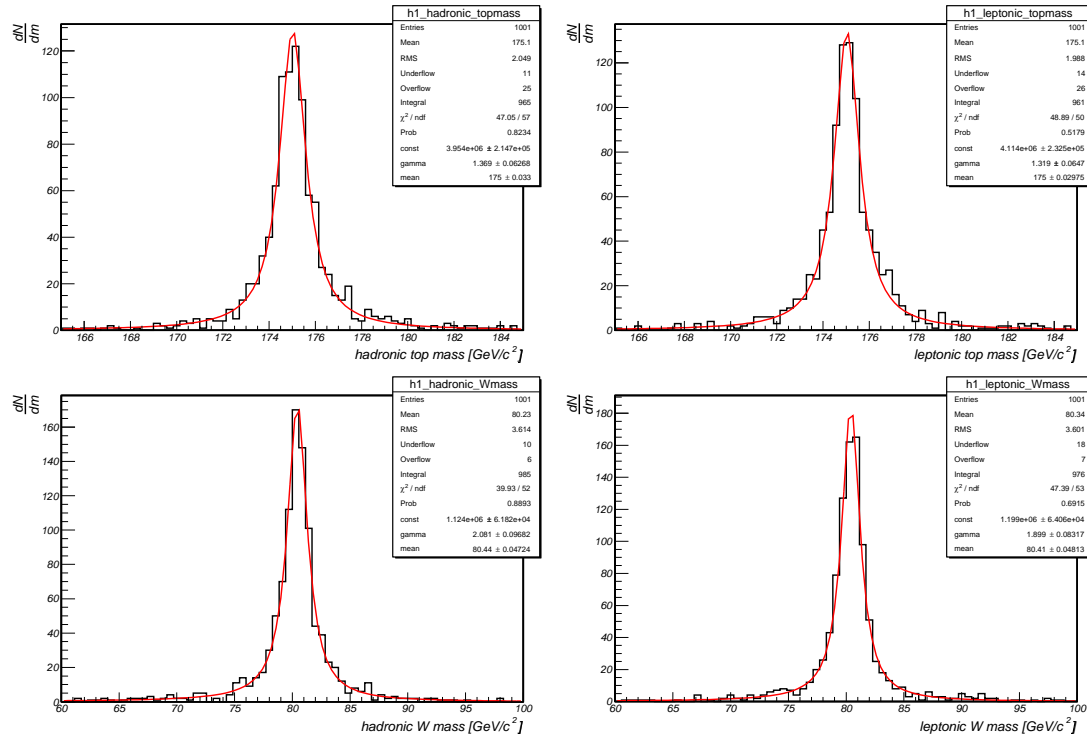 h1_hadronic_topmass
Entries 1001
Mean 175.1
RMS 2.049
Underflow 11
Overflow 25
Integral 965
χ² / ndf 47.05 / 57
Prob 0.8234
const 3.954e+06 ± 2.147e+05
gamma 1.369 ± 0.06268
mean 175 ± 0.033
dN
dm
120
100
80
60
40
20
0
166 168 170 172 174 176 178 180 182 184
hadronic top mass [GeV/c²]
h1_leptonic_topmass
Entries 1001
Mean 175.1
RMS 1.988
Underflow 14
Overflow 26
Integral 961
χ² / ndf 48.89 / 50
Prob 0.5179
const 4.114e+06 ± 2.325e+05
gamma 1.319 ± 0.0647
mean 175 ± 0.02975
dN
dm
120
100
80
60
40
20
0
166 168 170 172 174 176 178 180 182 184
leptonic top mass [GeV/c²]
h1_hadronic_Wmass
Entries 1001
Mean 80.23
RMS 3.614
Underflow 10
Overflow 6
Integral 985
χ² / ndf 39.93 / 52
Prob 0.8893
const 1.124e+06 ± 6.182e+04
gamma 2.081 ± 0.09682
mean 80.44 ± 0.04724
dN
dm
160
140
120
100
80
60
40
20
0
60 65 70 75 80 85 90 95 100
hadronic W mass [GeV/c²]
h1_leptonic_Wmass
Entries 1001
Mean 80.34
RMS 3.601
Underflow 18
Overflow 7
Integral 976
χ² / ndf 47.39 / 53
Prob 0.6915
const 1.199e+06 ± 6.406e+04
gamma 1.899 ± 0.08317
mean 80.41 ± 0.04813
dN
dm
180
160
140
120
100
80
60
40
20
0
60 65 70 75 80 85 90 95 100
leptonic W mass [GeV/c²]